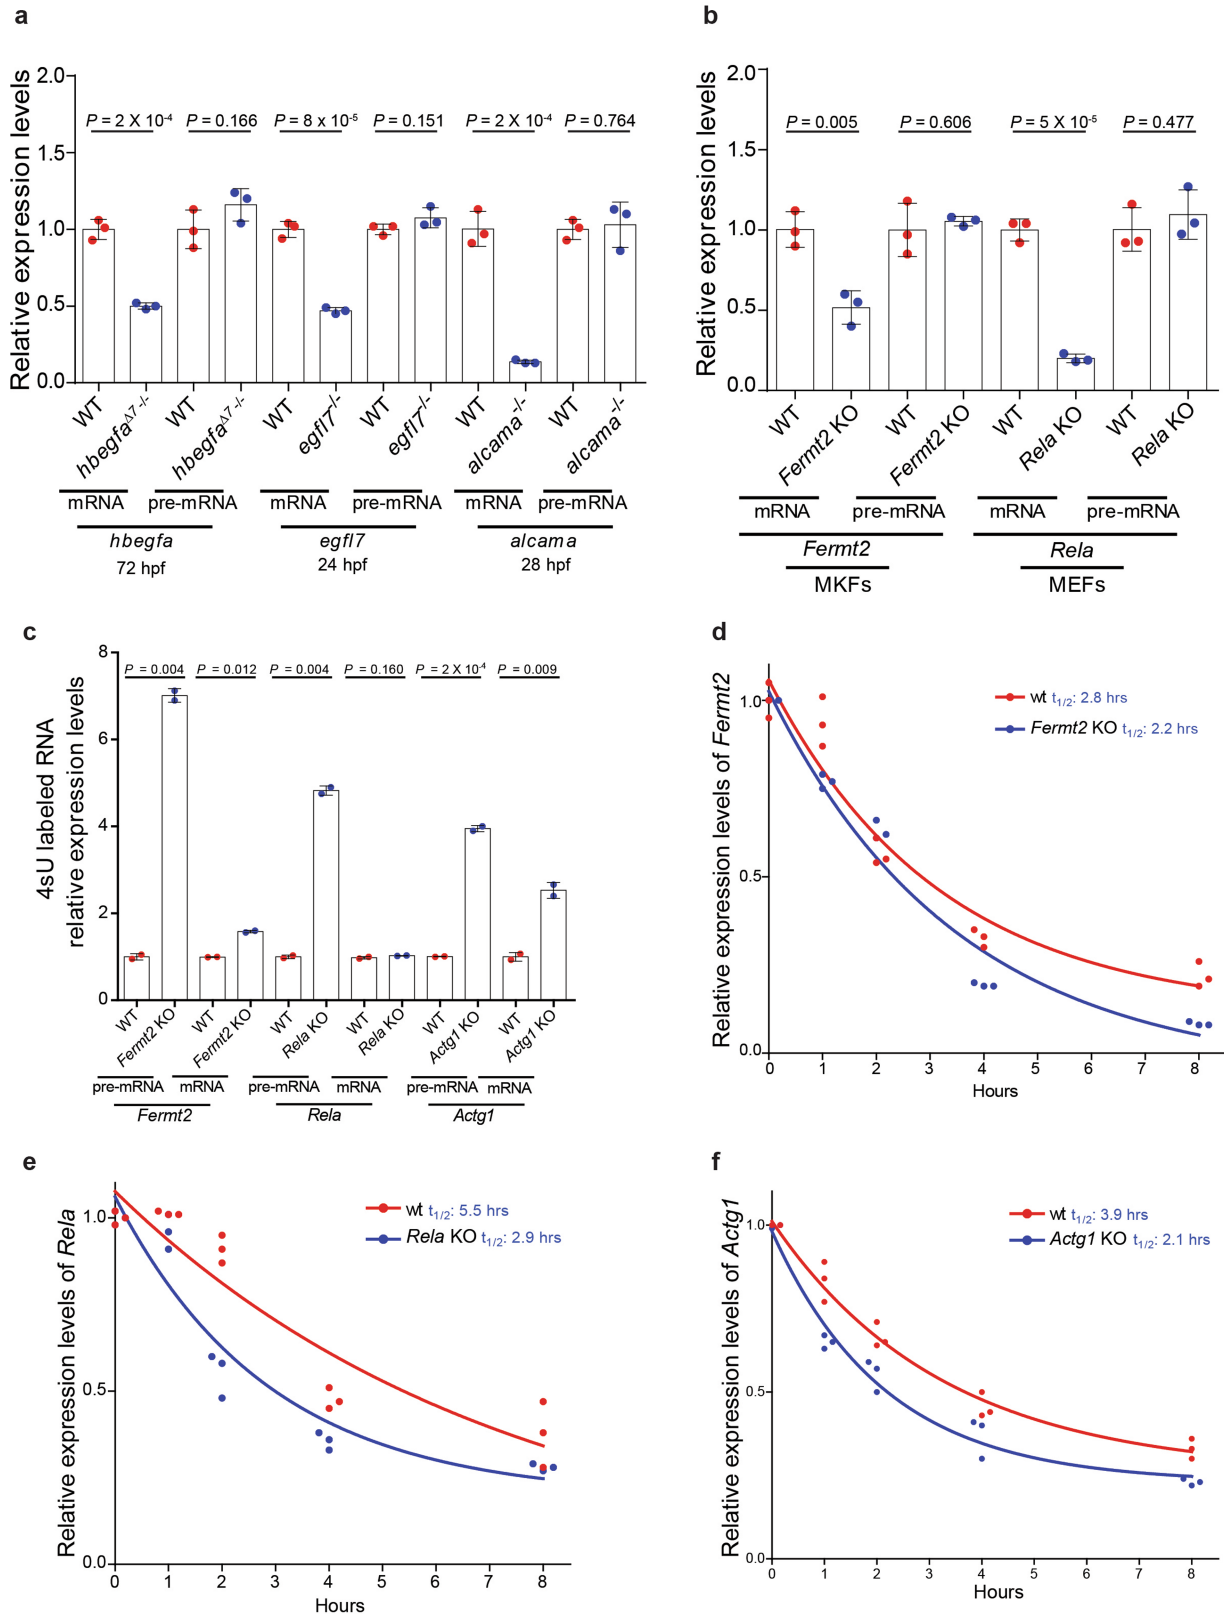 a
Relative expression levels
2.0
1.5
1.0
0.5
0.0
P = 2 X 10-4
P = 0.166
P = 8 x 10-5
P = 0.151
P = 2 X 10-4
P = 0.764
WT
hbegfaΔ7 -/-
WT
hbegfaΔ7 -/-
WT
egfl7-/-
WT
egfl7-/-
WT
alcama-/-
WT
alcama-/-
mRNA pre-mRNA mRNA pre-mRNA mRNA pre-mRNA
hbegfa egfl7 alcama
72 hpf 24 hpf 28 hpf
b
Relative expression levels
2.0
1.5
1.0
0.5
0.0
P = 0.005
P = 0.606
P = 5 X 10-5
P = 0.477
WT
Fermt2 KO
WT
Fermt2 KO
WT
Rela KO
WT
Rela KO
mRNA pre-mRNA mRNA pre-mRNA
Fermt2 Rela
MKFs MEFs
c
4sU labeled RNA
relative expression levels
8
6
4
2
0
P = 0.004
P = 0.012
P = 0.004
P = 0.160
P = 2 X 10-4
P = 0.009
WT
Fermt2 KO
WT
Fermt2 KO
WT
Rela KO
WT
Rela KO
WT
Actg1 KO
WT
Actg1 KO
pre-mRNA mRNA pre-mRNA mRNA pre-mRNA mRNA
Fermt2 Rela Actg1
d
Relative expression levels of Fermt2
1.0
0.5
0.0
wt t1/2: 2.8 hrs
Fermt2 KO t1/2: 2.2 hrs
0 1 2 3 4 5 6 7 8
Hours
e
Relative expression levels of Rela
1.0
0.5
0.0
wt t1/2: 5.5 hrs
Rela KO t1/2: 2.9 hrs
0 1 2 3 4 5 6 7 8
Hours
f
Relative expression levels of Actg1
1.0
0.5
0.0
wt t1/2: 3.9 hrs
Actg1 KO t1/2: 2.1 hrs
0 1 2 3 4 5 6 7 8
Hours